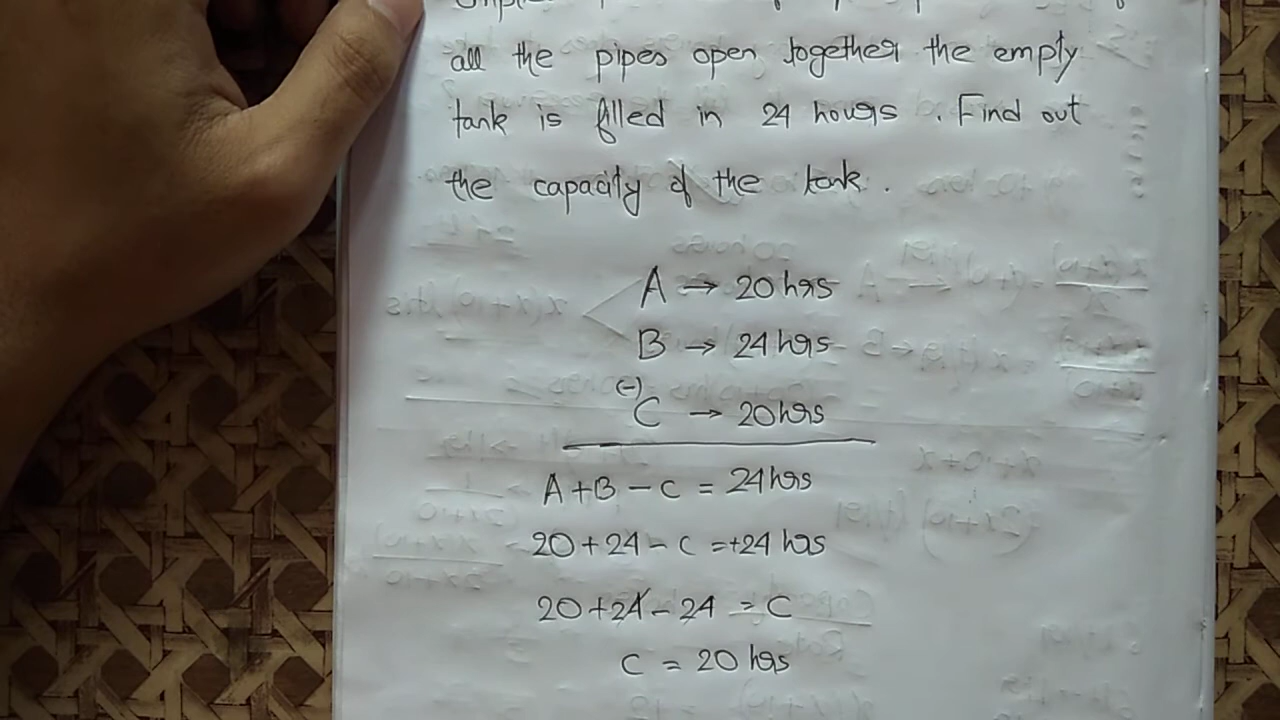 all the pipes open together the empty
tank is filled in 24 hours . Find out
the capacity of the tank .
A → 20 hrs
B → 24 hrs
(-)
C → 20 hrs
A + B - C = 24 hrs
20 + 24 - C = +24 hrs
20 + 24 - 24 = C
C = 20 hrs